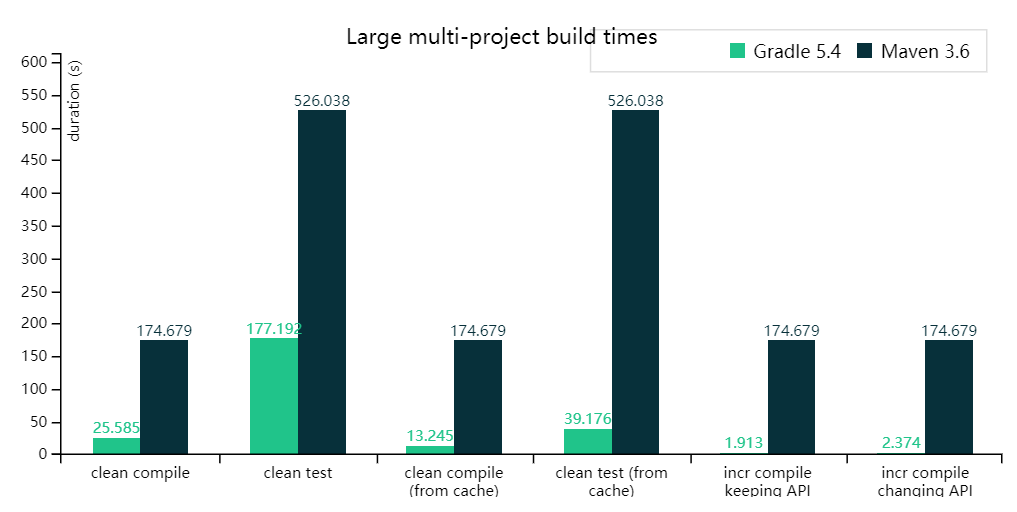 Large multi-project build times
Gradle 5.4
Maven 3.6
duration (s)
600
550
500
450
400
350
300
250
200
150
100
50
0
25.585
174.679
177.192
526.038
13.245
174.679
39.176
526.038
1.913
174.679
2.374
174.679
clean compile
clean test
clean compile
(from cache)
clean test (from
cache)
incr compile
keeping API
incr compile
changing API